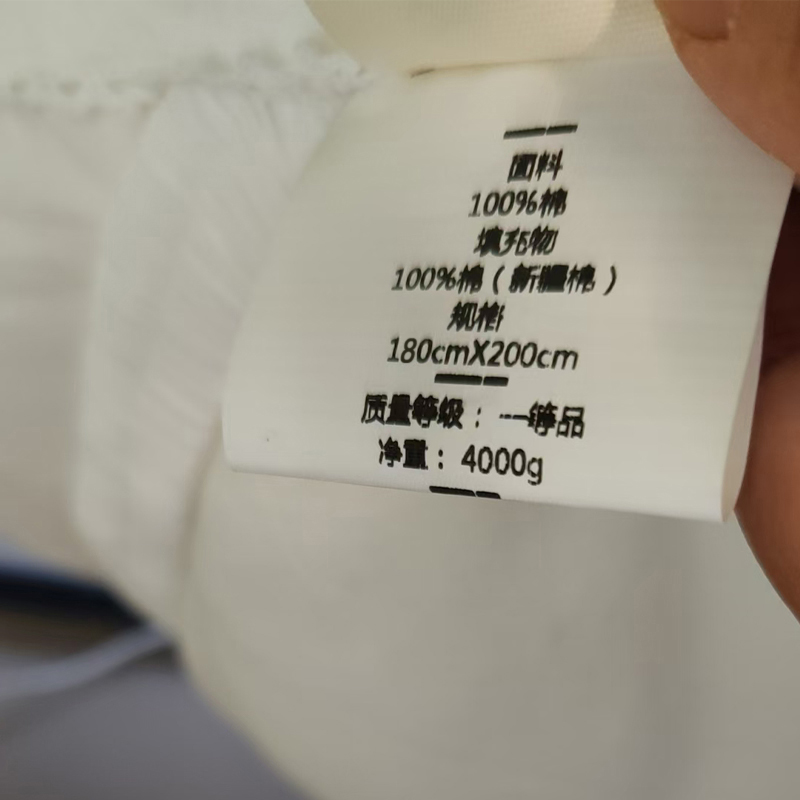 面料
100%棉
填充物
100%棉（新疆棉）
规格
180cmX200cm
质量等级：一等品
净重：4000g